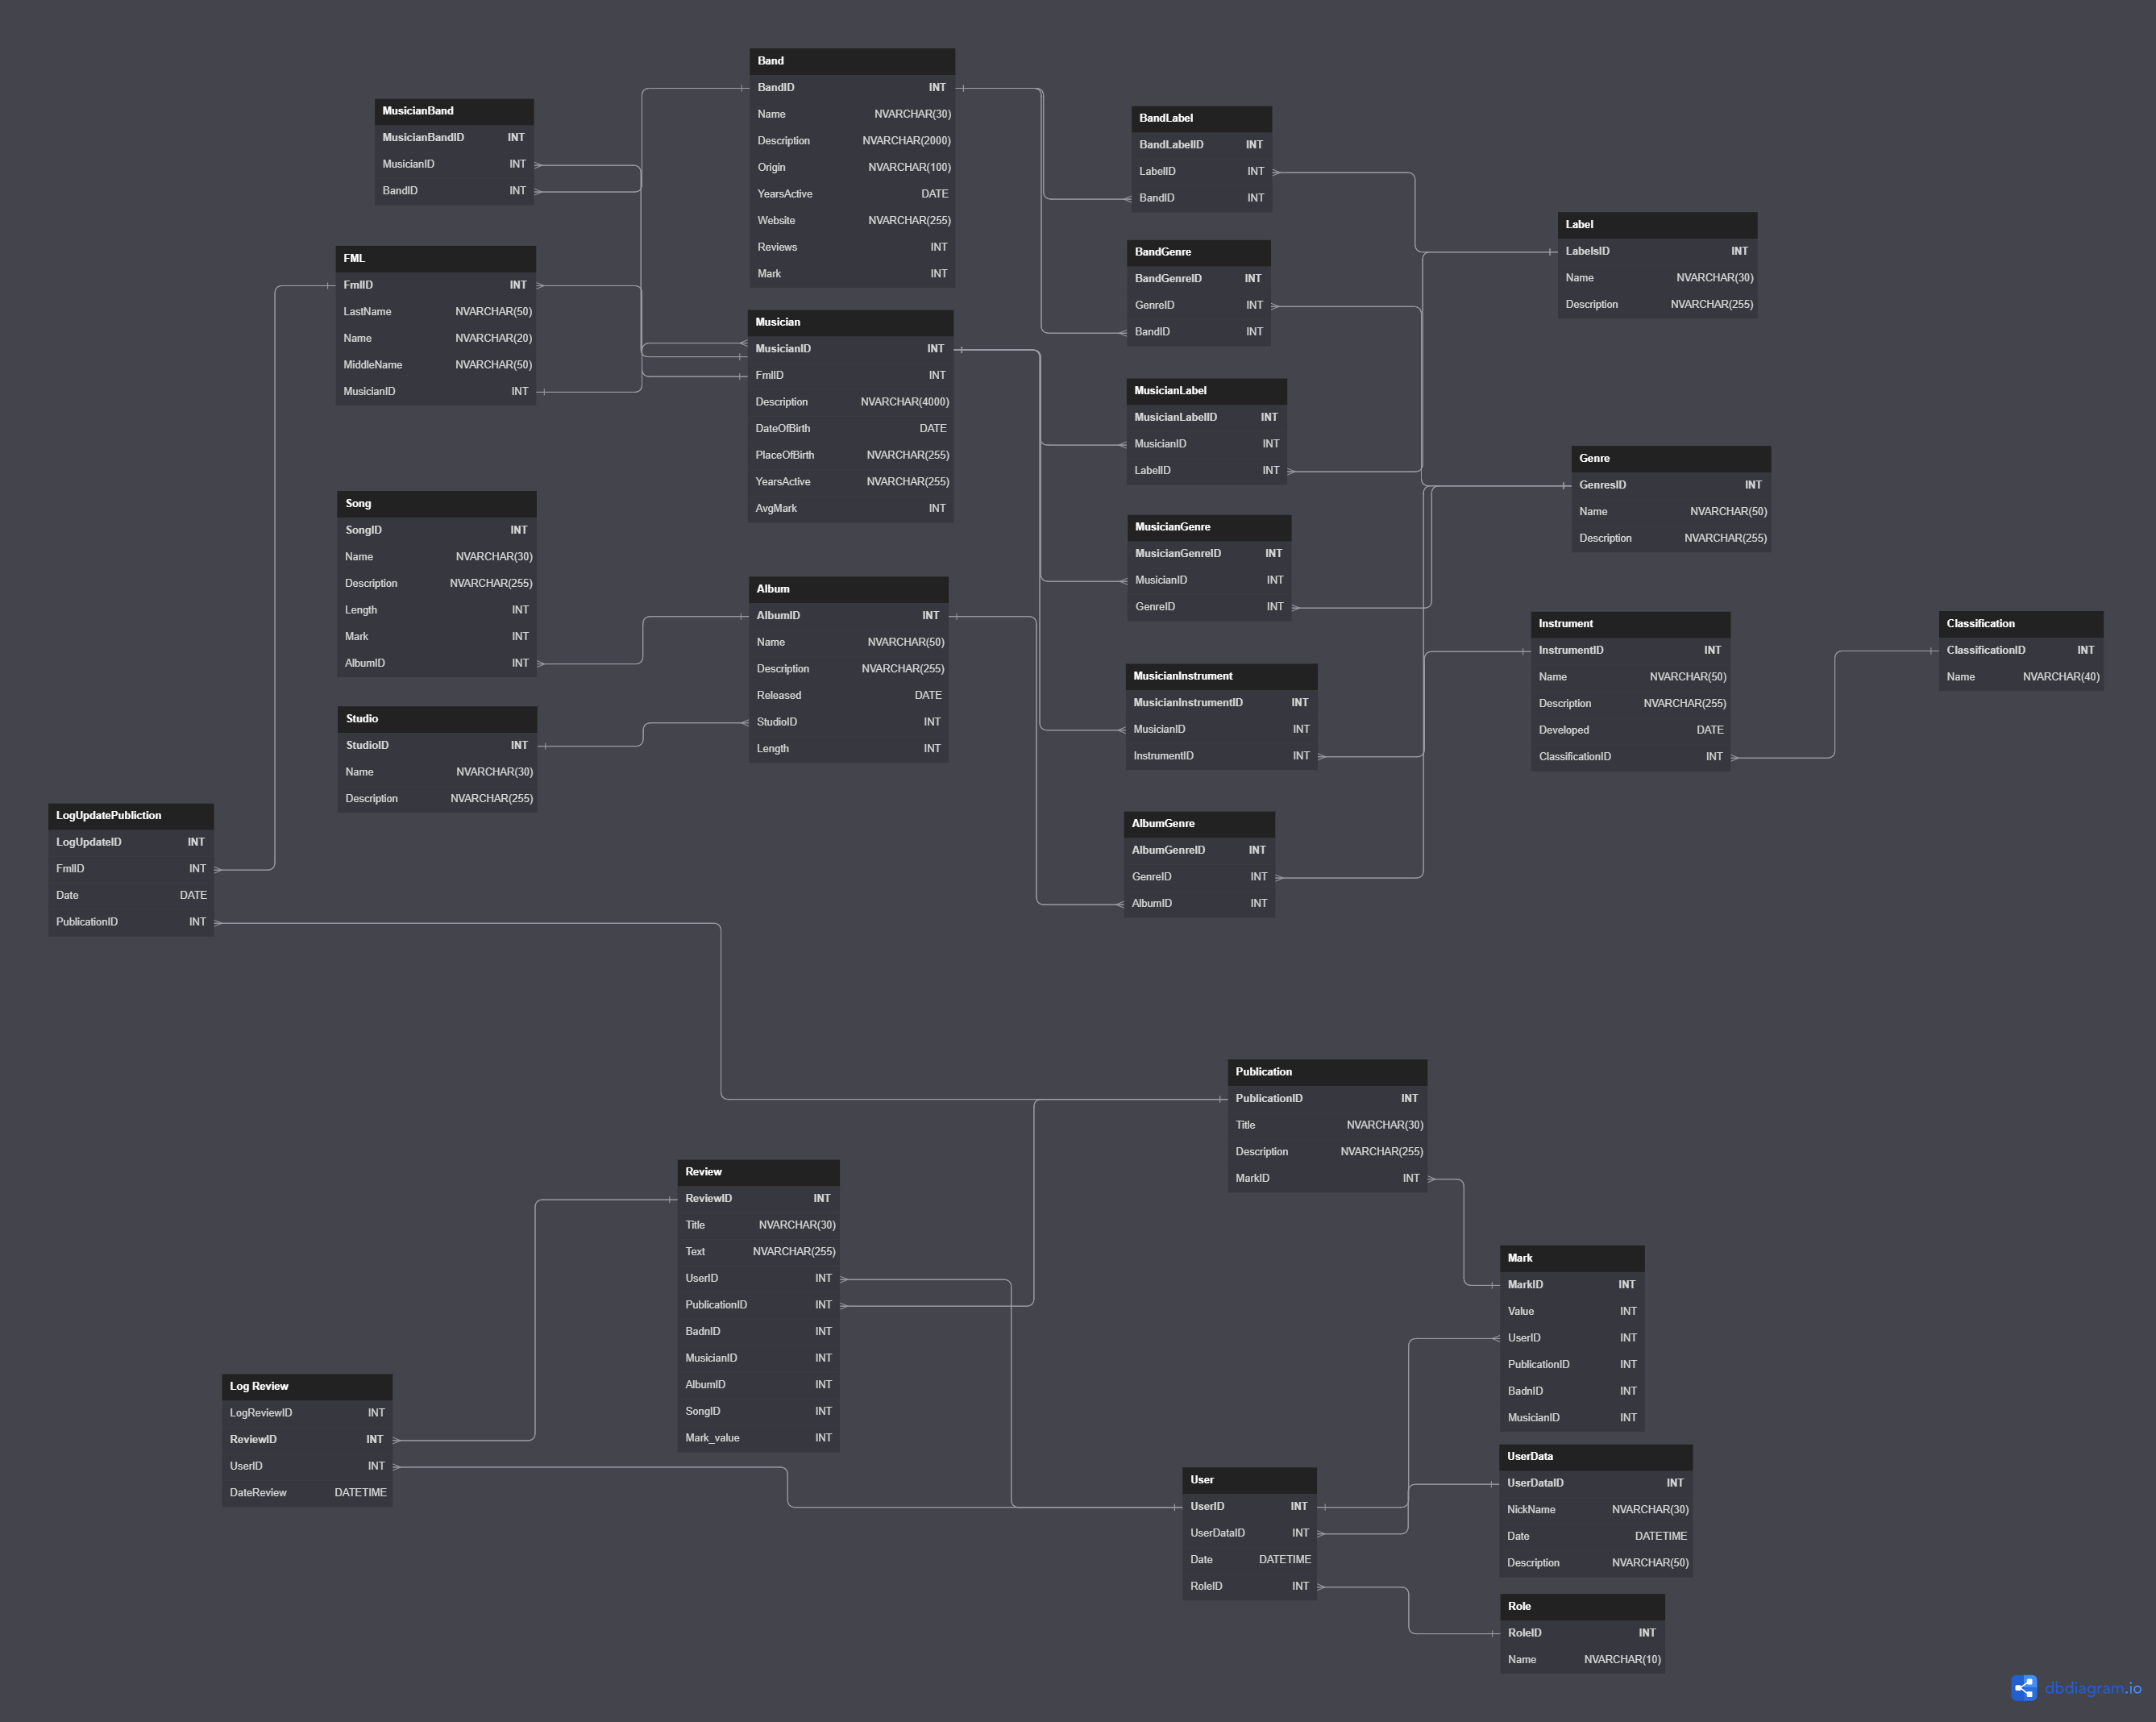 Band
BandID INT
Name NVARCHAR(30)
Description NVARCHAR(2000)
Origin NVARCHAR(100)
YearsActive DATE
Website NVARCHAR(255)
Reviews INT
Mark INT
MusicianBand
MusicianBandID INT
MusicianID INT
BandID INT
BandLabel
BandLabelID INT
LabelID INT
BandID INT
Label
LabelsID INT
Name NVARCHAR(30)
Description NVARCHAR(255)
FML
FmlID INT
LastName NVARCHAR(50)
Name NVARCHAR(20)
MiddleName NVARCHAR(50)
MusicianID INT
BandGenre
BandGenreID INT
GenreID INT
BandID INT
Musician
MusicianID INT
FmlID INT
Description NVARCHAR(4000)
DateOfBirth DATE
PlaceOfBirth NVARCHAR(255)
YearsActive NVARCHAR(255)
AvgMark INT
MusicianLabel
MusicianLabelID INT
MusicianID INT
LabelID INT
Genre
GenresID INT
Name NVARCHAR(50)
Description NVARCHAR(255)
Song
SongID INT
Name NVARCHAR(30)
Description NVARCHAR(255)
Length INT
Mark INT
AlbumID INT
MusicianGenre
MusicianGenreID INT
MusicianID INT
GenreID INT
Album
AlbumID INT
Name NVARCHAR(50)
Description NVARCHAR(255)
Released DATE
StudioID INT
Length INT
Instrument
InstrumentID INT
Name NVARCHAR(50)
Description NVARCHAR(255)
Developed DATE
ClassificationID INT
Classification
ClassificationID INT
Name NVARCHAR(40)
MusicianInstrument
MusicianInstrumentID INT
MusicianID INT
InstrumentID INT
Studio
StudioID INT
Name NVARCHAR(30)
Description NVARCHAR(255)
LogUpdatePubliction
LogUpdateID INT
FmlID INT
Date DATE
PublicationID INT
AlbumGenre
AlbumGenreID INT
GenreID INT
AlbumID INT
Publication
PublicationID INT
Title NVARCHAR(30)
Description NVARCHAR(255)
MarkID INT
Review
ReviewID INT
Title NVARCHAR(30)
Text NVARCHAR(255)
UserID INT
PublicationID INT
BadnID INT
MusicianID INT
AlbumID INT
SongID INT
Mark_value INT
Mark
MarkID INT
Value INT
UserID INT
PublicationID INT
BadnID INT
MusicianID INT
Log Review
LogReviewID INT
ReviewID INT
UserID INT
DateReview DATETIME
User
UserID INT
UserDataID INT
Date DATETIME
RoleID INT
UserData
UserDataID INT
NickName NVARCHAR(30)
Date DATETIME
Description NVARCHAR(50)
Role
RoleID INT
Name NVARCHAR(10)
dbdiagram.io